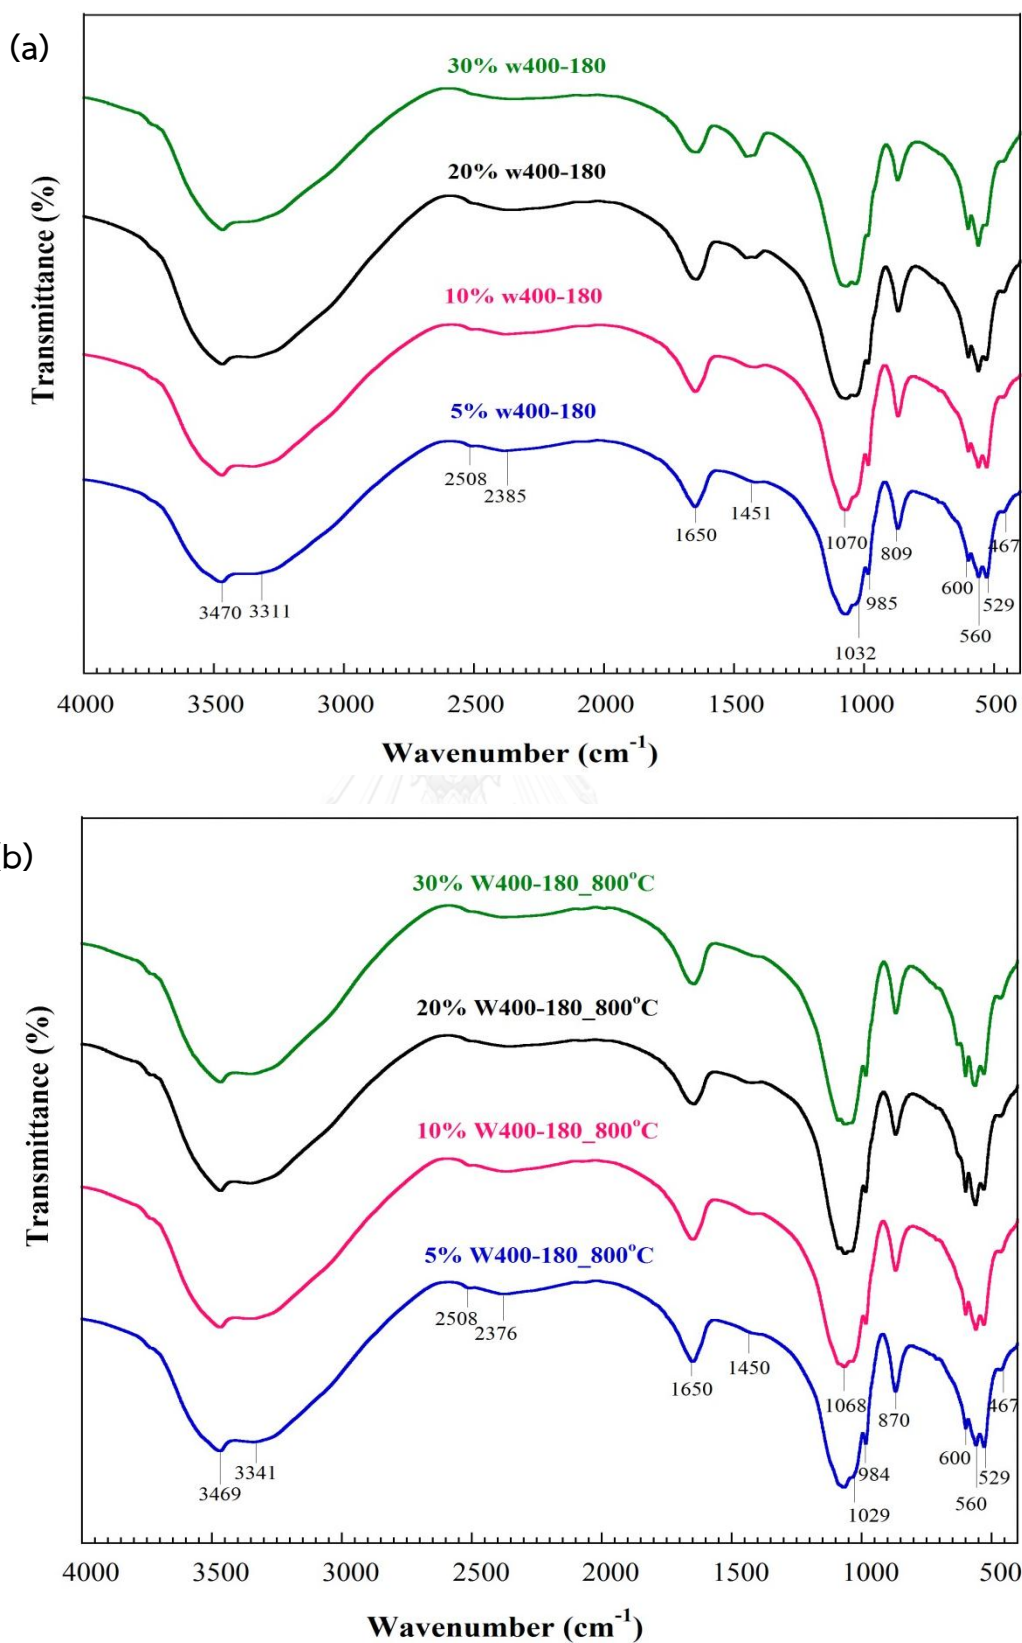 (a)
30% w400-180
20% w400-180
10% w400-180
5% w400-180
2508
2385
1650
1451
1070
809
467
3470
3311
985
600
529
1032
560
Transmittance (%)
4000 3500 3000 2500 2000 1500 1000 500
Wavenumber (cm⁻¹)
b)
30% W400-180_800°C
20% W400-180_800°C
10% W400-180_800°C
5% W400-180_800°C
2508
2376
1650
1450
1068
870
467
3469
3341
984
600
529
1029
560
Transmittance (%)
4000 3500 3000 2500 2000 1500 1000 500
Wavenumber (cm⁻¹)